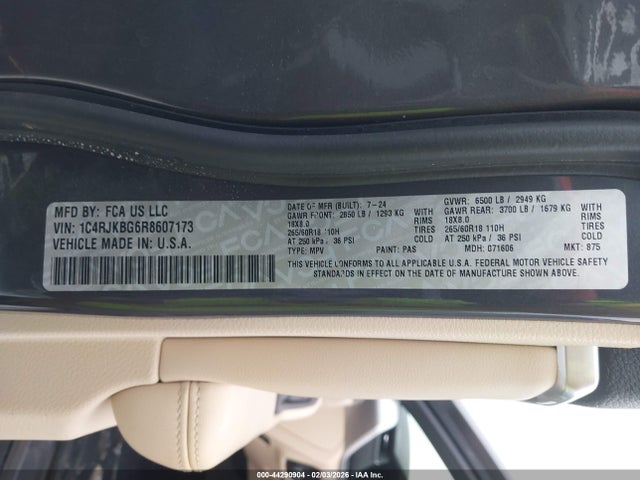 MFD BY: FCA US LLC
VIN: 1C4RJKBG6R8607173
VEHICLE MADE IN: U.S.A.
DATE OF MFR (BUILT): 7-24
GAWR FRONT: 2850 LB / 1293 KG WITH
18X8.0 RIMS
265/60R18 110H TIRES
AT 250 kPa / 36 PSI COLD
TYPE: MPV PAINT: PAS
GVWR: 6500 LB / 2949 KG
GAWR REAR: 3700 LB / 1679 KG WITH
18X8.0 RIMS
265/60R18 110H TIRES
AT 250 kPa / 36 PSI COLD
MDH: 071606 MKT: 875
THIS VEHICLE CONFORMS TO ALL APPLICABLE U.S.A. FEDERAL MOTOR VEHICLE SAFETY
STANDARDS IN EFFECT ON THE DATE OF MANUFACTURE SHOWN ABOVE
000-44290904 - 02/03/2026 - © IAA Inc.